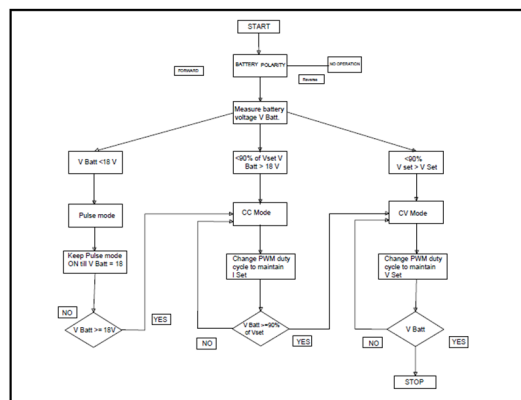 START
BATTERY POLARITY
NO OPERATION
FORWARD
Reverse
Measure battery
voltage V Batt.
V Batt <18 V
<90% of Vset V
Batt > 18 V
<90%
V set > V Set
Pulse mode
CC Mode
CV Mode
Keep Pulse mode
ON till V Batt = 18
Change PWM duty
cycle to maintain
I Set
Change PWM duty
cycle to maintain
V Set
NO
V Batt >= 18V
YES
V Batt >=90%
of Vset
NO
YES
V Batt
NO
YES
STOP